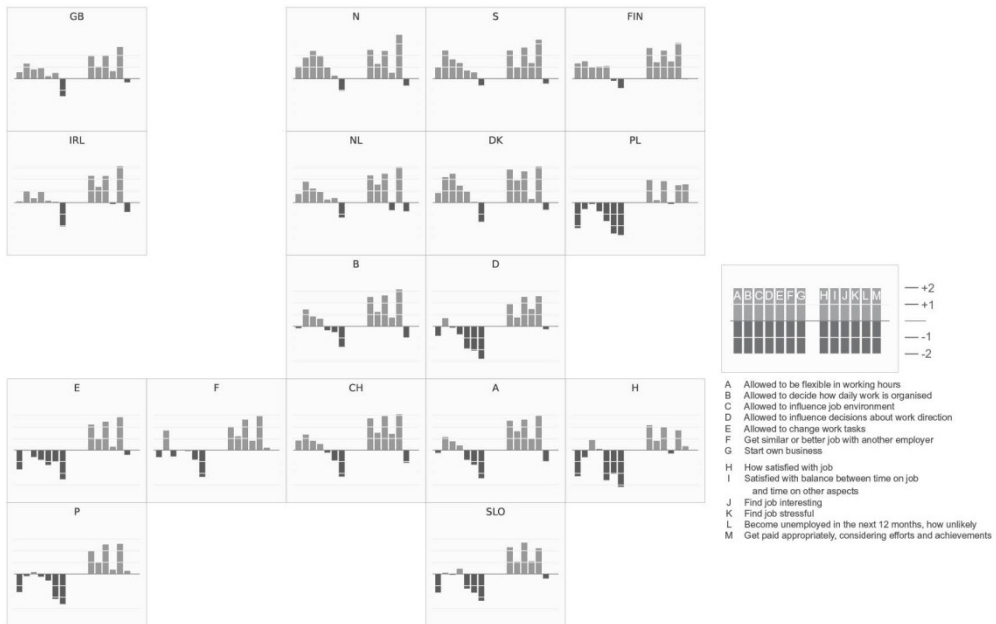 GB
N
S
FIN
IRL
NL
DK
PL
B
D
A B C D E F G H I J K L M
+2
+1
-1
-2
E
F
CH
A
H
P
SLO
A Allowed to be flexible in working hours
B Allowed to decide how daily work is organised
C Allowed to influence job environment
D Allowed to influence decisions about work direction
E Allowed to change work tasks
F Get similar or better job with another employer
G Start own business
H How satisfied with job
I Satisfied with balance between time on job
and time on other aspects
J Find job interesting
K Find job stressful
L Become unemployed in the next 12 months, how unlikely
M Get paid appropriately, considering efforts and achievements